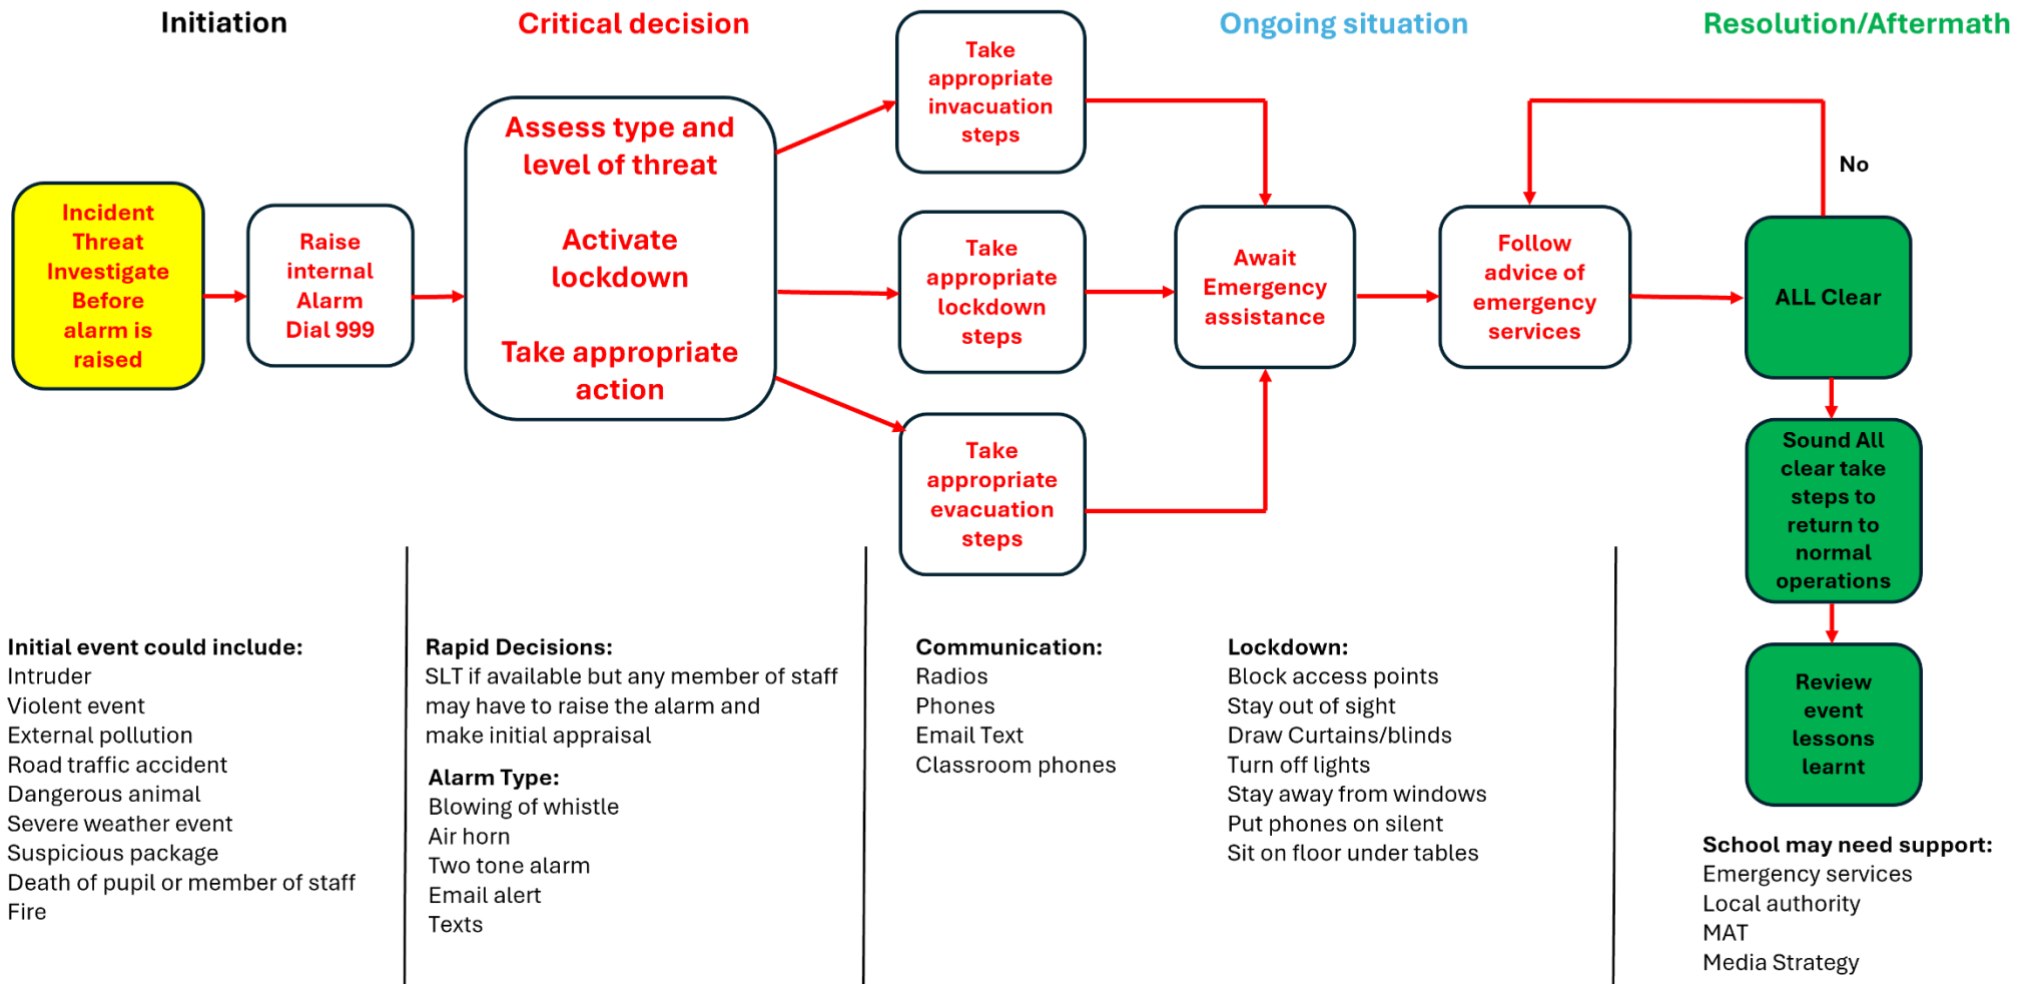 Initiation
Critical decision
Ongoing situation
Resolution/Aftermath
Incident
Threat
Investigate
Before
alarm is
raised
Raise
internal
Alarm
Dial 999
Assess type and
level of threat
Activate
lockdown
Take appropriate
action
Take
appropriate
invacuation
steps
Take
appropriate
lockdown
steps
Take
appropriate
evacuation
steps
Await
Emergency
assistance
Follow
advice of
emergency
services
No
ALL Clear
Sound All
clear take
steps to
return to
normal
operations
Review
event
lessons
learnt
Initial event could include:
Intruder
Violent event
External pollution
Road traffic accident
Dangerous animal
Severe weather event
Suspicious package
Death of pupil or member of staff
Fire
Rapid Decisions:
SLT if available but any member of staff
may have to raise the alarm and
make initial appraisal
Alarm Type:
Blowing of whistle
Air horn
Two tone alarm
Email alert
Texts
Communication:
Radios
Phones
Email Text
Classroom phones
Lockdown:
Block access points
Stay out of sight
Draw Curtains/blinds
Turn off lights
Stay away from windows
Put phones on silent
Sit on floor under tables
School may need support:
Emergency services
Local authority
MAT
Media Strategy